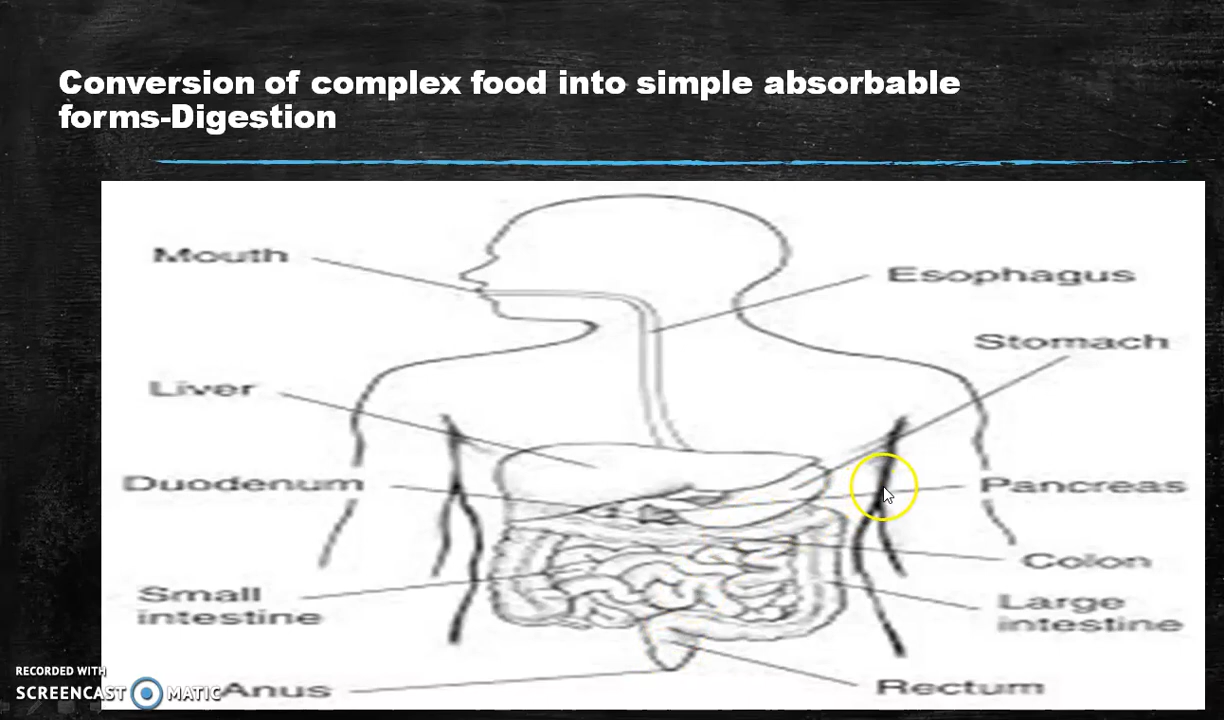 Conversion of complex food into simple absorbable
forms-Digestion
Mouth
Esophagus
Stomach
Liver
Duodenum
Pancreas
Colon
Small
intestine
Large
intestine
Anus
Rectum
RECORDED WITH
SCREENCAST MATIC